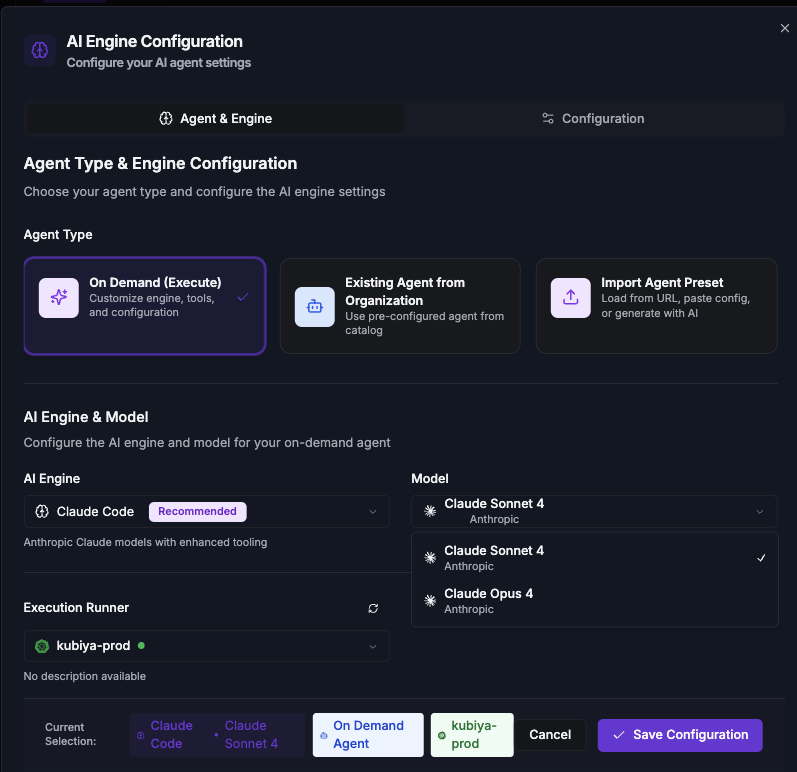 AI Engine Configuration
Configure your AI agent settings
Agent & Engine
Configuration
Agent Type & Engine Configuration
Choose your agent type and configure the AI engine settings
Agent Type
On Demand (Execute)
Customize engine, tools,
and configuration
Existing Agent from
Organization
Use pre-configured agent from
catalog
Import Agent Preset
Load from URL, paste config,
or generate with AI
AI Engine & Model
Configure the AI engine and model for your on-demand agent
AI Engine
Claude Code
Recommended
Anthropic Claude models with enhanced tooling
Model
Claude Sonnet 4
Anthropic
Claude Sonnet 4
Anthropic
Claude Opus 4
Anthropic
Execution Runner
kubiya-prod
No description available
Current
Selection:
Claude
Code
•
Claude
Sonnet 4
On Demand
Agent
kubiya-
prod
Cancel
Save Configuration